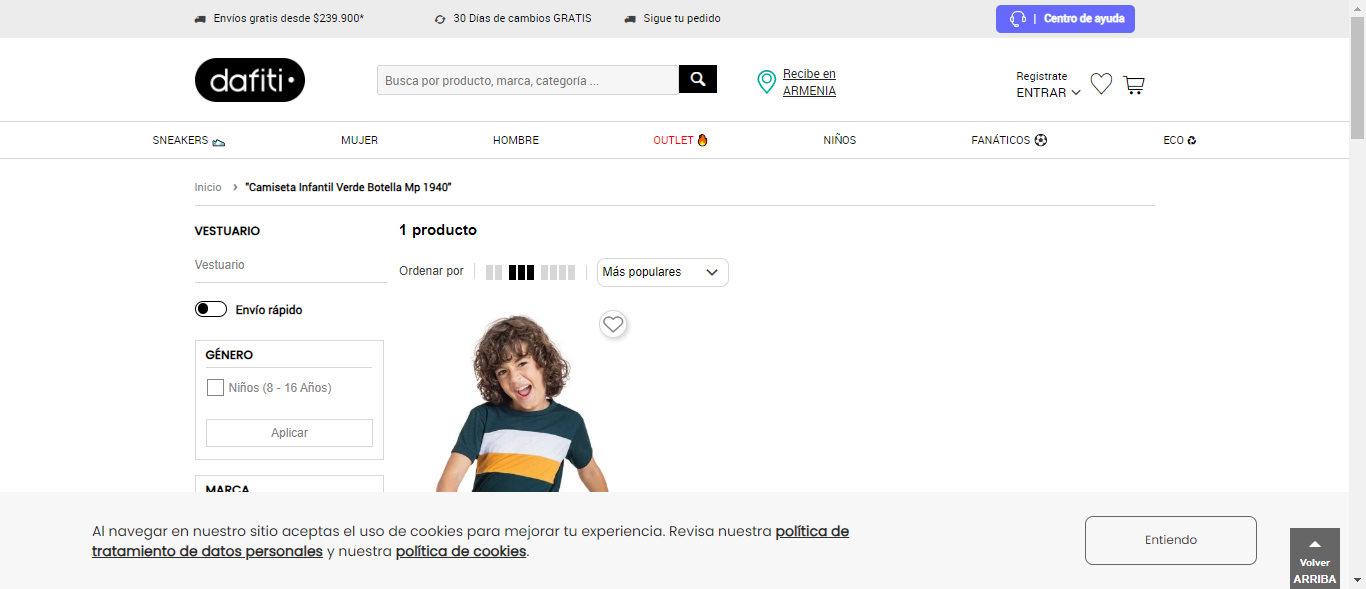 Envíos gratis desde $239.900*
30 Días de cambios GRATIS
Sigue tu pedido
| Centro de ayuda
dafiti
Busca por producto, marca, categoría ...
Recibe en
ARMENIA
Registrate
ENTRAR
SNEAKERS
MUJER
HOMBRE
OUTLET
NIÑOS
FANÁTICOS
ECO
Inicio
"Camiseta Infantil Verde Botella Mp 1940"
VESTUARIO
Vestuario
Envío rápido
GÉNERO
Niños (8 - 16 Años)
Aplicar
MARCA
1 producto
Ordenar por
Más populares
Al navegar en nuestro sitio aceptas el uso de cookies para mejorar tu experiencia. Revisa nuestra política de
tratamiento de datos personales y nuestra política de cookies.
Entiendo
Volver
ARRIBA